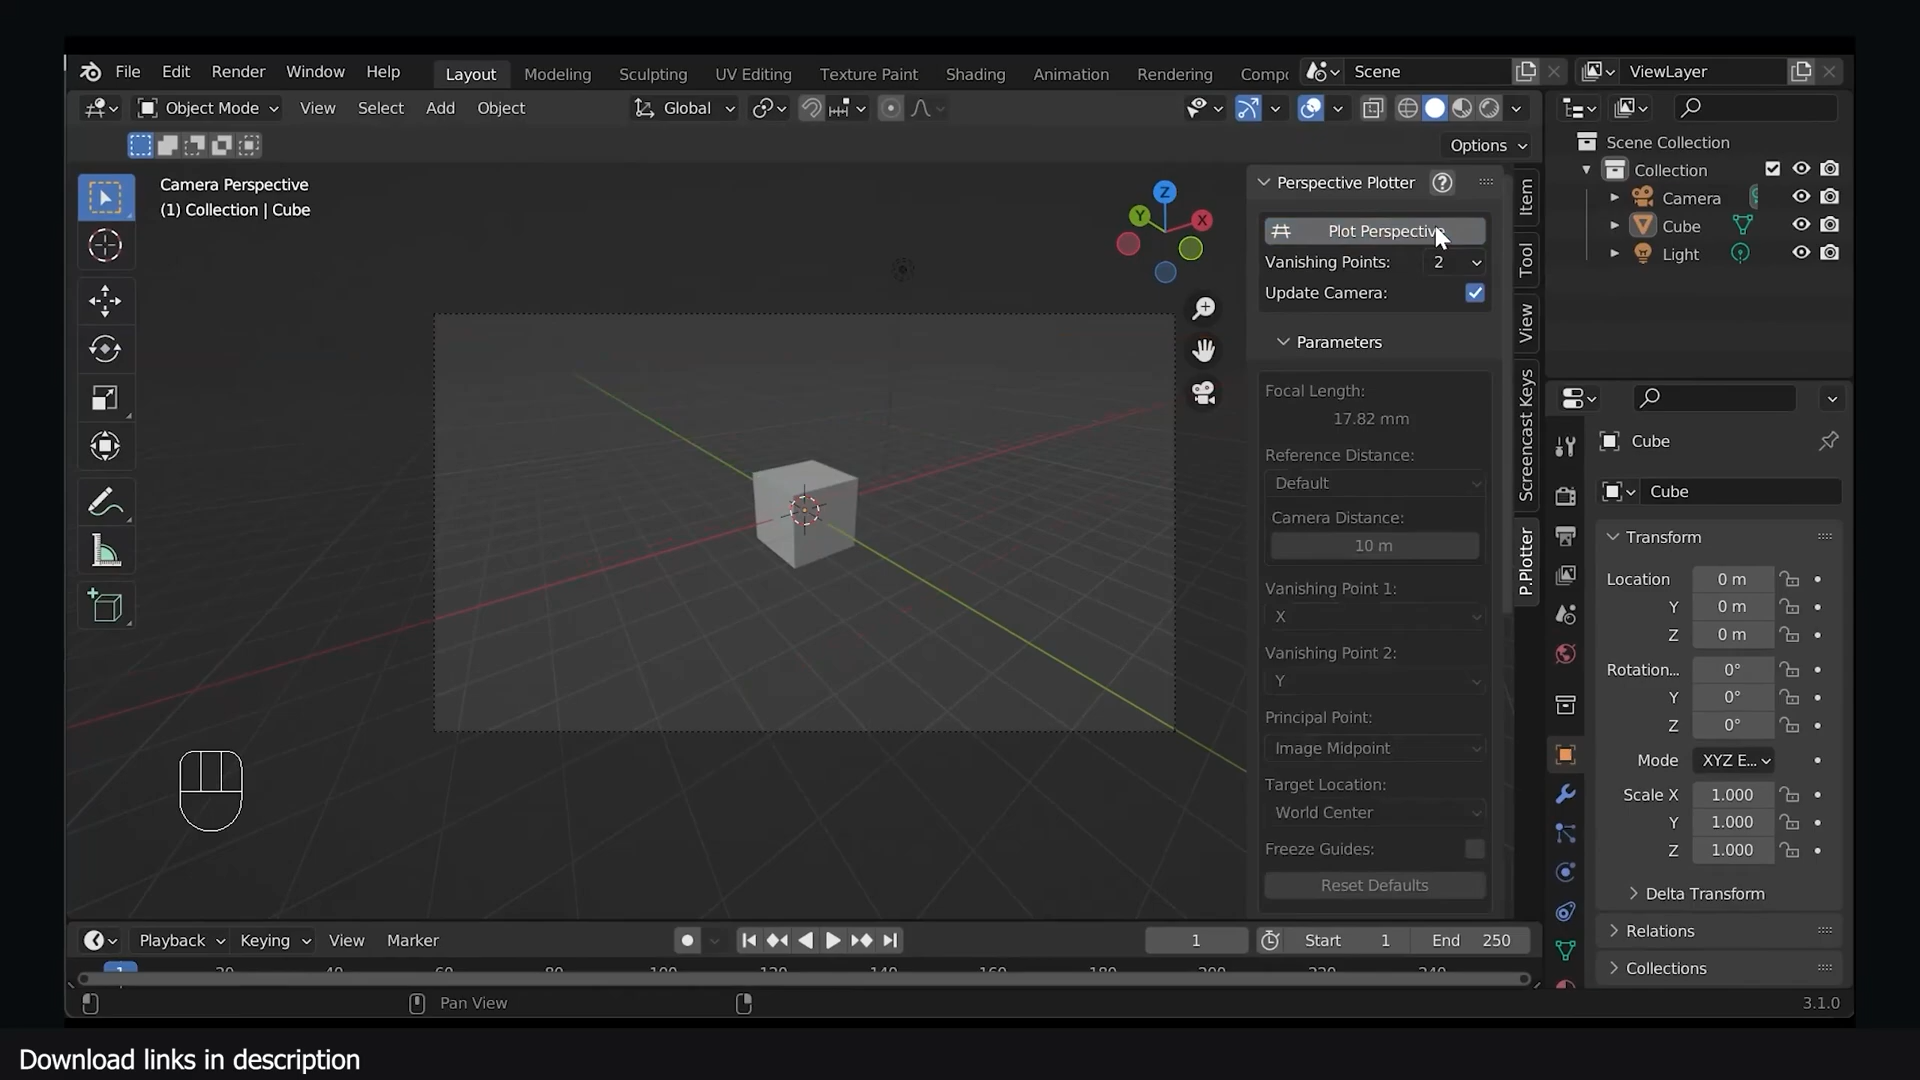 File Edit Render Window Help Layout Modeling Sculpting UV Editing Texture Paint Shading Animation Rendering Compo Scene ViewLayer
Object Mode View Select Add Object Global
Options
Camera Perspective
(1) Collection | Cube
Z
Y
X
Perspective Plotter
Plot Perspective
Vanishing Points: 2
Update Camera:
Parameters
Focal Length:
17.82 mm
Reference Distance:
Default
Camera Distance:
10 m
Vanishing Point 1:
X
Vanishing Point 2:
Y
Principal Point:
Image Midpoint
Target Location:
World Center
Freeze Guides:
Reset Defaults
Item
Tool
View
Screencast Keys
P.Plotter
Scene Collection
Collection
Camera
Cube
Light
Cube
Cube
Transform
Location 0 m
Y 0 m
Z 0 m
Rotation... 0°
Y 0°
Z 0°
Mode XYZ E...
Scale X 1.000
Y 1.000
Z 1.000
Delta Transform
Relations
Collections
Playback Keying View Marker 1 Start 1 End 250
1
Pan View 3.1.0
Download links in description